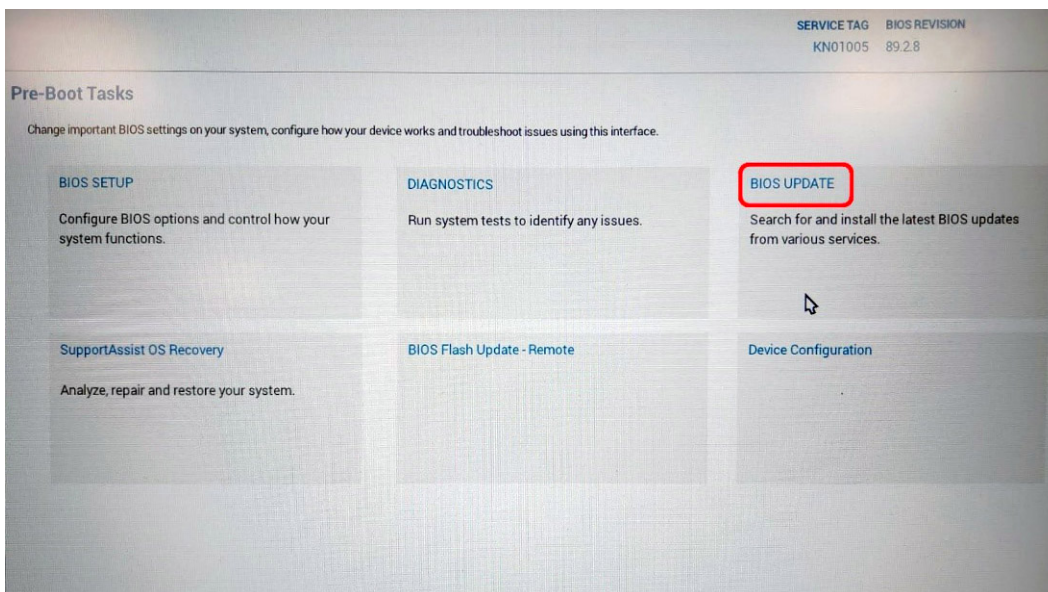 SERVICE TAG BIOS REVISION
KN01005 89.2.8
Pre-Boot Tasks
Change important BIOS settings on your system, configure how your device works and troubleshoot issues using this interface.
BIOS SETUP
Configure BIOS options and control how your
system functions.
DIAGNOSTICS
Run system tests to identify any issues.
BIOS UPDATE
Search for and install the latest BIOS updates
from various services.
SupportAssist OS Recovery
Analyze, repair and restore your system.
BIOS Flash Update - Remote
Device Configuration